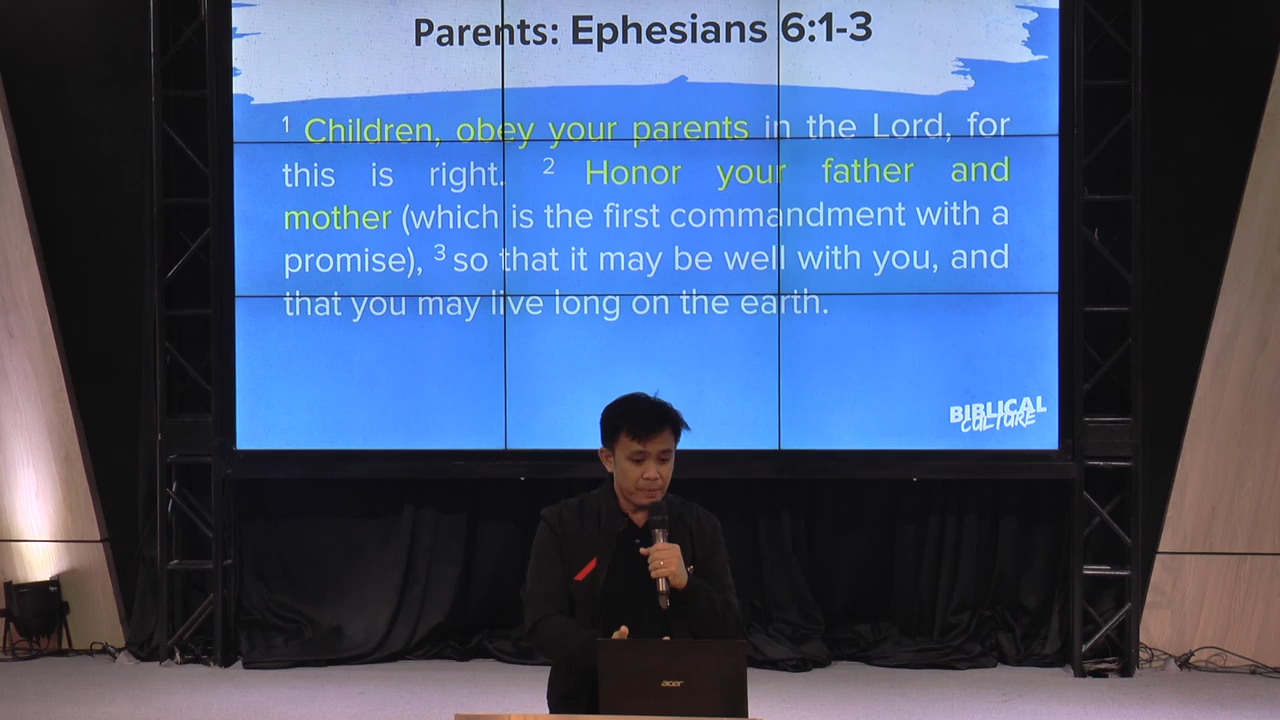 Parents: Ephesians 6:1-3
1 Children, obey your parents in the Lord, for
this is right. 2 Honor your father and
mother (which is the first commandment with a
promise), 3 so that it may be well with you, and
that you may live long on the earth.
BIBLICAL
CULTURE
acer